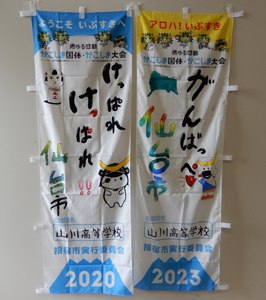 ようこそ いぶすきへ
燃ゆる感動
かごしま国体・かごしま大会
けっぱれ
けっぱれ
仙台市
山川高等学校
指宿市実行委員会
2020
アロハ!いぶすき
燃ゆる感動
かごしま国体・かごしま大会
がんばっぺ
仙台市
山川高等学校
指宿市実行委員会
2023